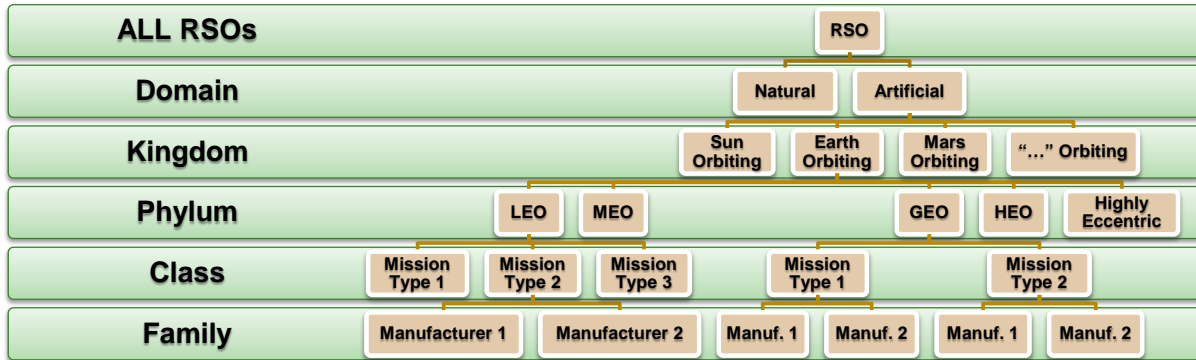 ALL RSOs
RSO
Domain
Natural
Artificial
Kingdom
Sun
Orbiting
Earth
Orbiting
Mars
Orbiting
“...” Orbiting
Phylum
LEO
MEO
GEO
HEO
Highly
Eccentric
Class
Mission
Type 1
Mission
Type 2
Mission
Type 3
Mission
Type 1
Mission
Type 2
Family
Manufacturer 1
Manufacturer 2
Manuf. 1
Manuf. 2
Manuf. 1
Manuf. 2